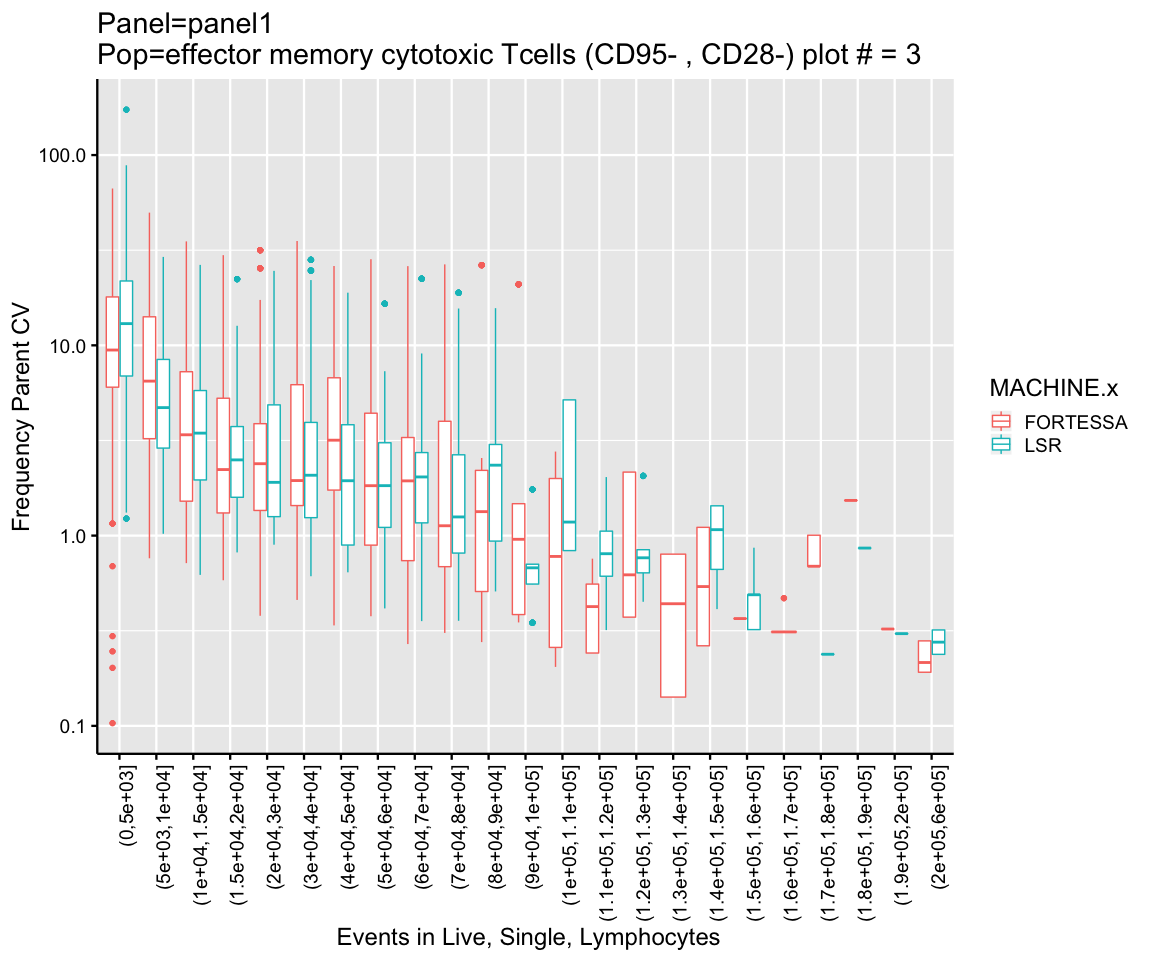 Panel=panel1
Pop=effector memory cytotoxic Tcells (CD95- , CD28-) plot # = 3
Frequency Parent CV
100.0
10.0
1.0
0.1
(0,5e+03]
(5e+03,1e+04]
(1e+04,1.5e+04]
(1.5e+04,2e+04]
(2e+04,3e+04]
(3e+04,4e+04]
(4e+04,5e+04]
(5e+04,6e+04]
(6e+04,7e+04]
(7e+04,8e+04]
(8e+04,9e+04]
(9e+04,1e+05]
(1e+05,1.1e+05]
(1.1e+05,1.2e+05]
(1.2e+05,1.3e+05]
(1.3e+05,1.4e+05]
(1.4e+05,1.5e+05]
(1.5e+05,1.6e+05]
(1.6e+05,1.7e+05]
(1.7e+05,1.8e+05]
(1.8e+05,1.9e+05]
(1.9e+05,2e+05]
(2e+05,6e+05]
Events in Live, Single, Lymphocytes
MACHINE.x
FORTESSA
LSR